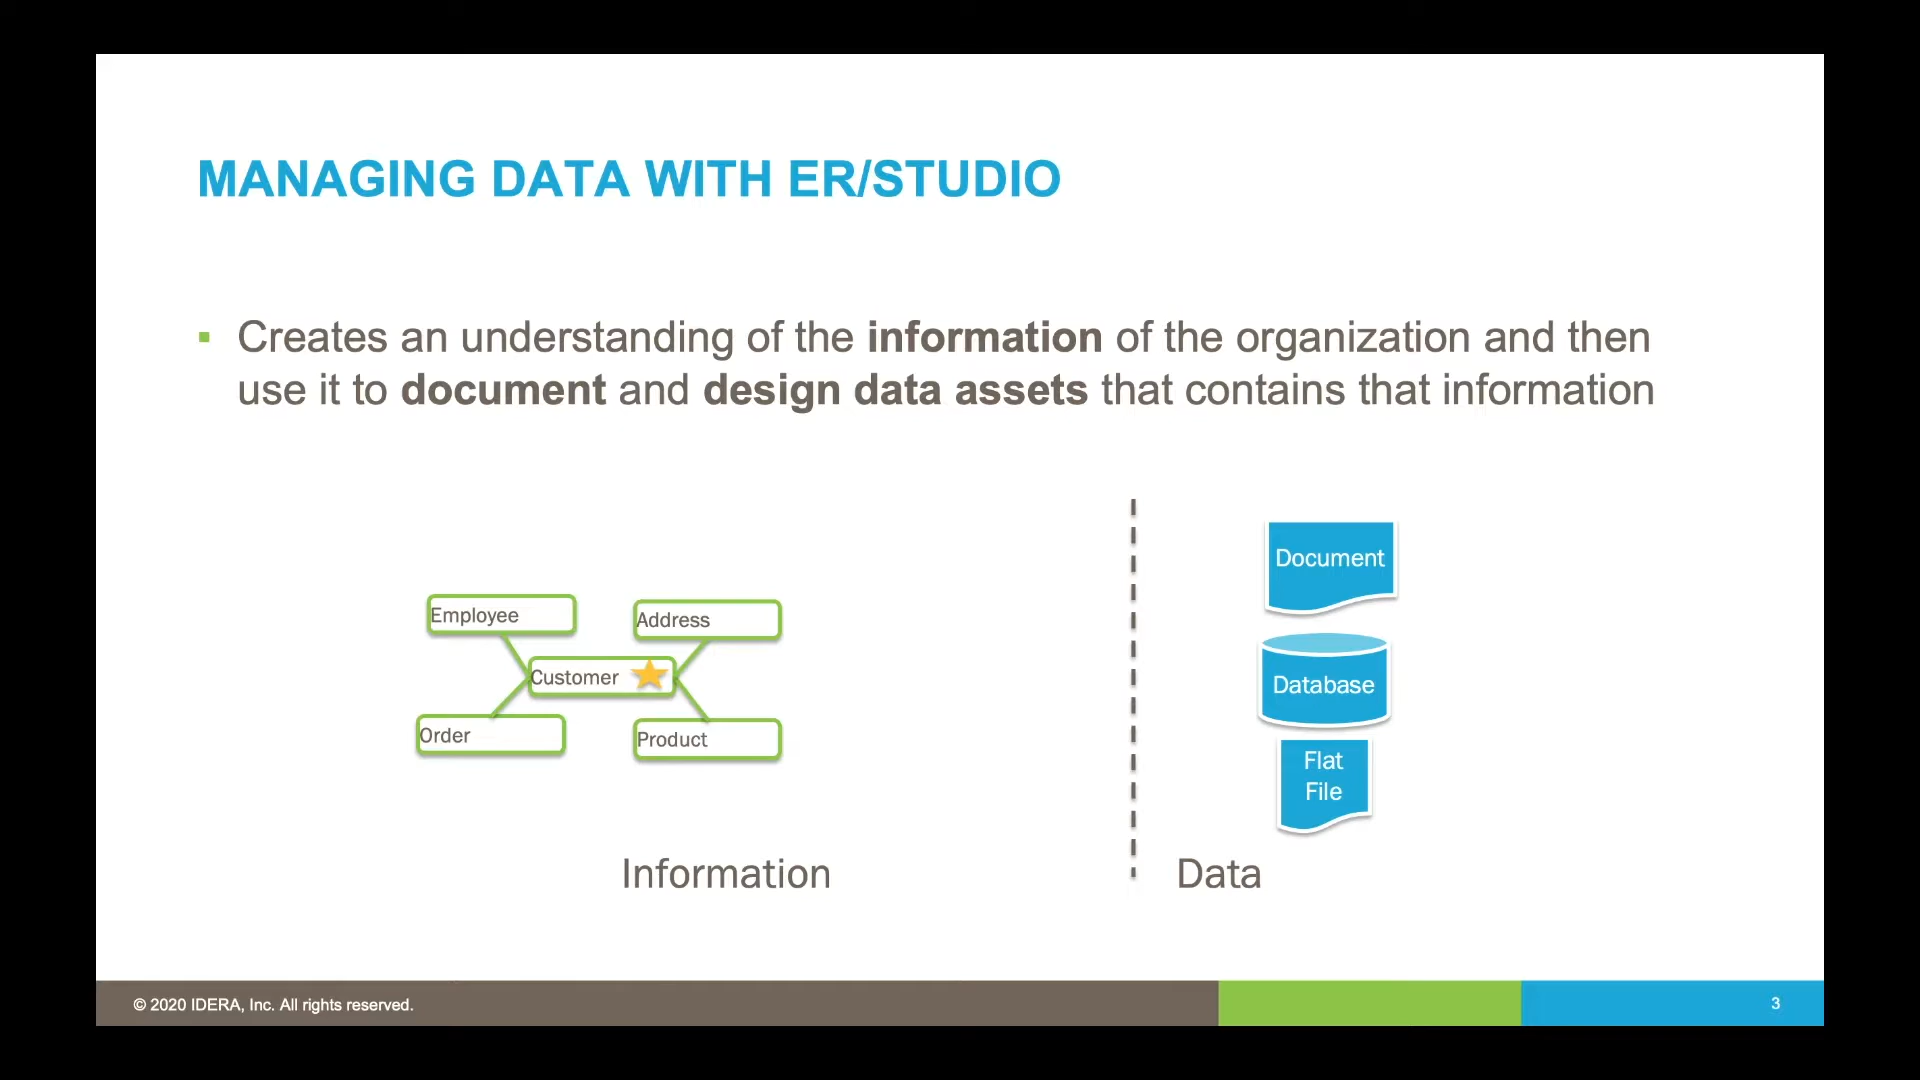 MANAGING DATA WITH ER/STUDIO
▪ Creates an understanding of the information of the organization and then
use it to document and design data assets that contains that information
Employee
Address
Customer
Order
Product
Information
Document
Database
Flat
File
Data
© 2020 IDERA, Inc. All rights reserved.
3